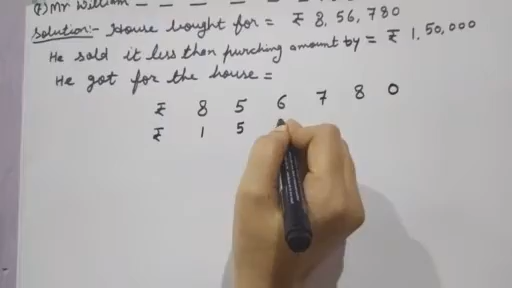 Mr William — — — — — —
Solution:- House bought for = ₹ 8,56,780
He sold it less than purching amount by = ₹ 1,50,000
He got for the house =
₹ 8 5 6 7 8 0
₹ 1 5